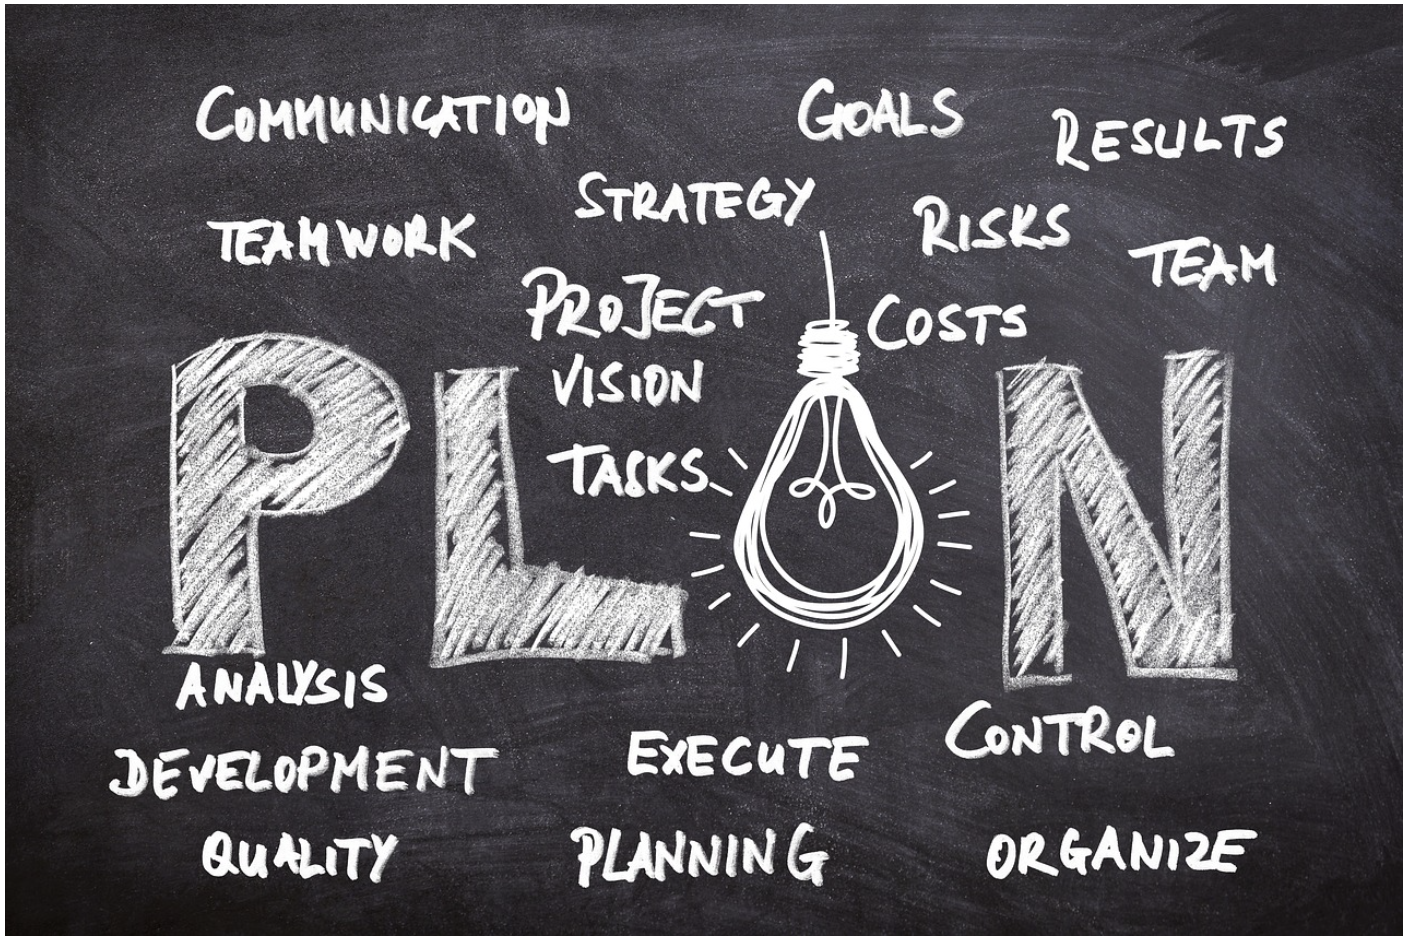 COMMUNICATION
GOALS
RESULTS
STRATEGY
TEAMWORK
RISKS
TEAM
PROJECT
COSTS
VISION
TASKS
PL N
ANALYSIS
CONTROL
DEVELOPMENT
EXECUTE
QUALITY
PLANNING
ORGANIZE